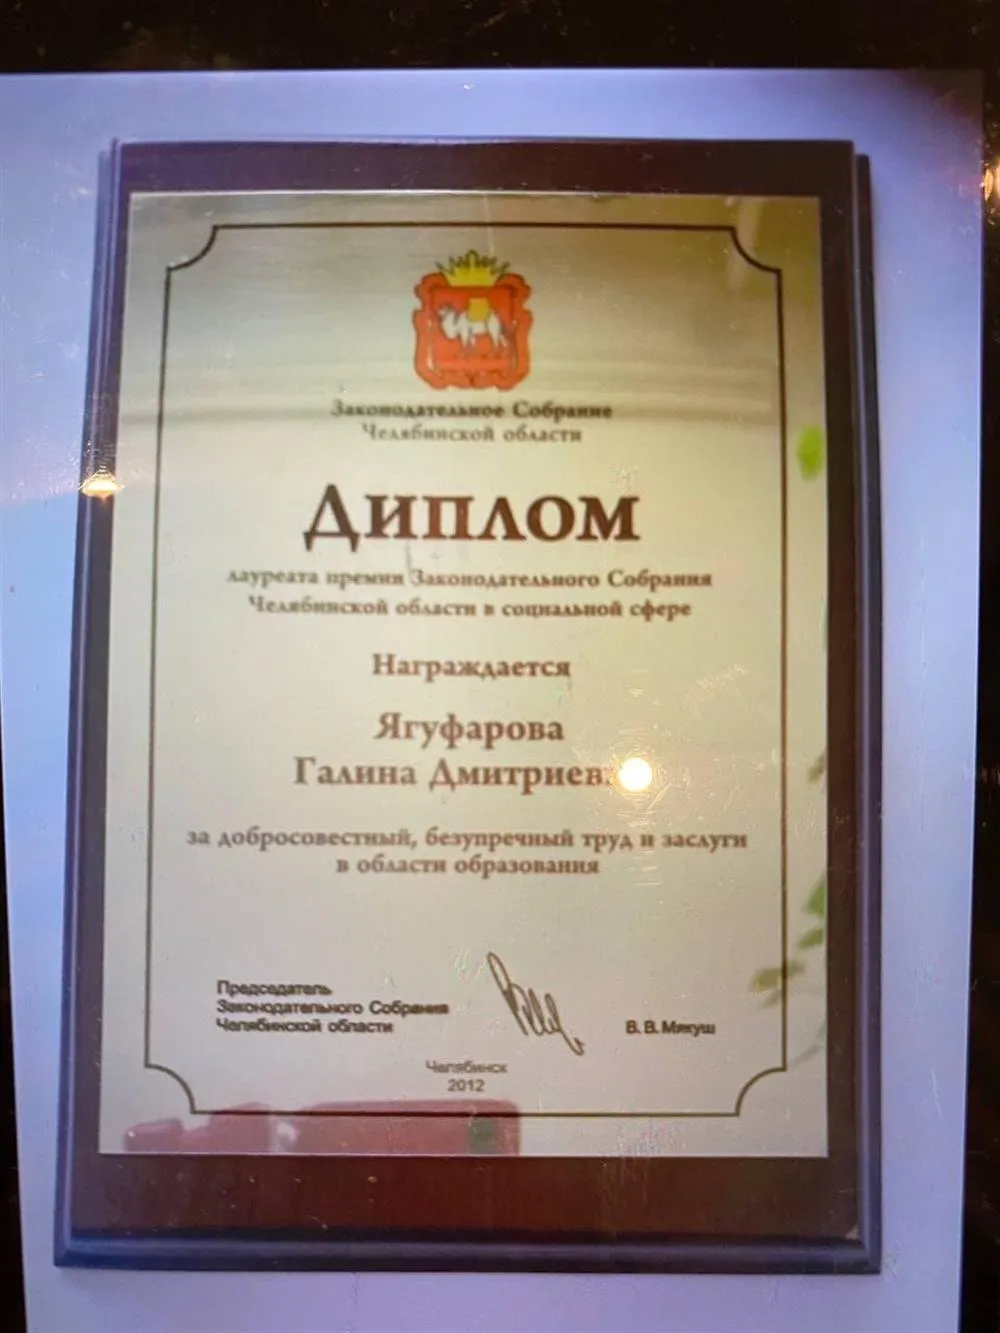 Законодательное Собрание
Челябинской области
Диплом
лауреата премии Законодательного Собрания
Челябинской области в социальной сфере
Награждается
Ягуфарова
Галина
за добросовестный, безупречный труд и заслуги
в области образования
Председатель
Законодательного Собрания
Челябинской области
В. В. Мякуш
Челябинск
2012